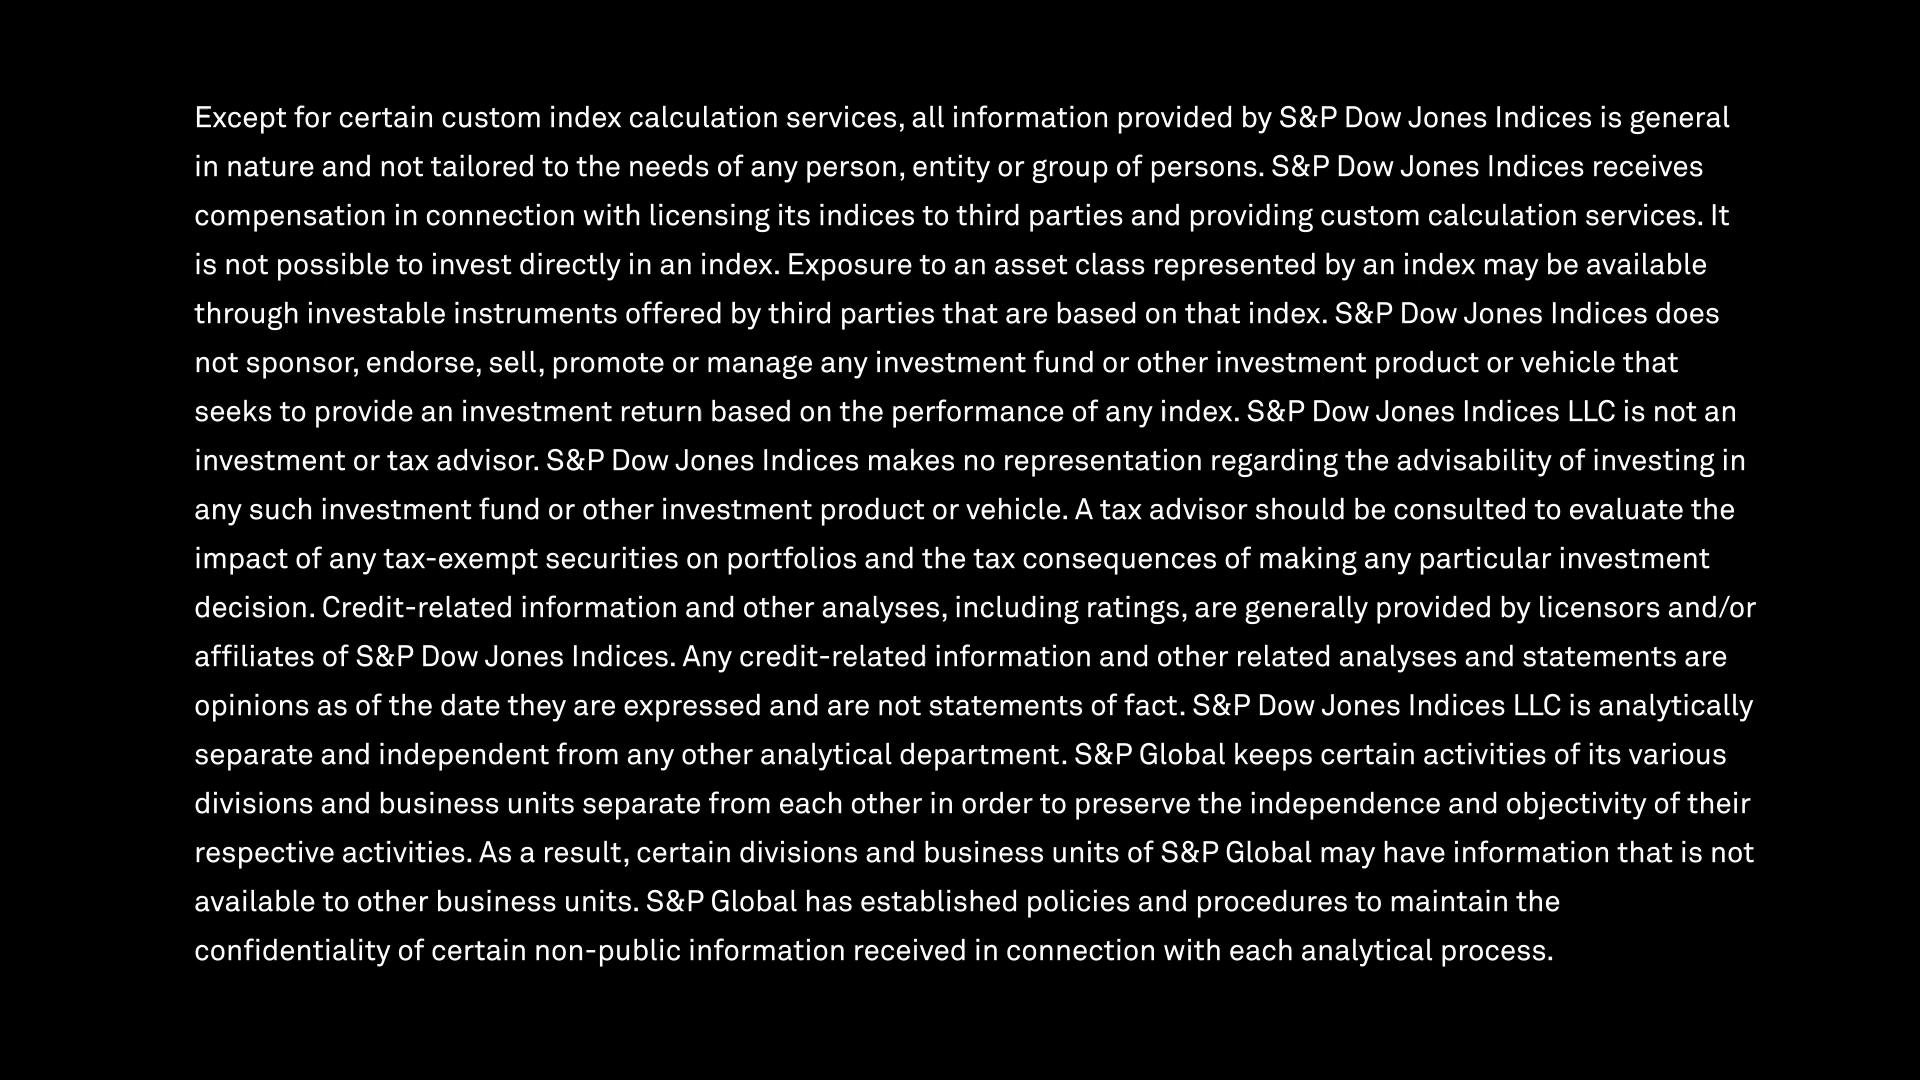 Except for certain custom index calculation services, all information provided by S&P Dow Jones Indices is general
in nature and not tailored to the needs of any person, entity or group of persons. S&P Dow Jones Indices receives
compensation in connection with licensing its indices to third parties and providing custom calculation services. It
is not possible to invest directly in an index. Exposure to an asset class represented by an index may be available
through investable instruments offered by third parties that are based on that index. S&P Dow Jones Indices does
not sponsor, endorse, sell, promote or manage any investment fund or other investment product or vehicle that
seeks to provide an investment return based on the performance of any index. S&P Dow Jones Indices LLC is not an
investment or tax advisor. S&P Dow Jones Indices makes no representation regarding the advisability of investing in
any such investment fund or other investment product or vehicle. A tax advisor should be consulted to evaluate the
impact of any tax-exempt securities on portfolios and the tax consequences of making any particular investment
decision. Credit-related information and other analyses, including ratings, are generally provided by licensors and/or
affiliates of S&P Dow Jones Indices. Any credit-related information and other related analyses and statements are
opinions as of the date they are expressed and are not statements of fact. S&P Dow Jones Indices LLC is analytically
separate and independent from any other analytical department. S&P Global keeps certain activities of its various
divisions and business units separate from each other in order to preserve the independence and objectivity of their
respective activities. As a result, certain divisions and business units of S&P Global may have information that is not
available to other business units. S&P Global has established policies and procedures to maintain the
confidentiality of certain non-public information received in connection with each analytical process.